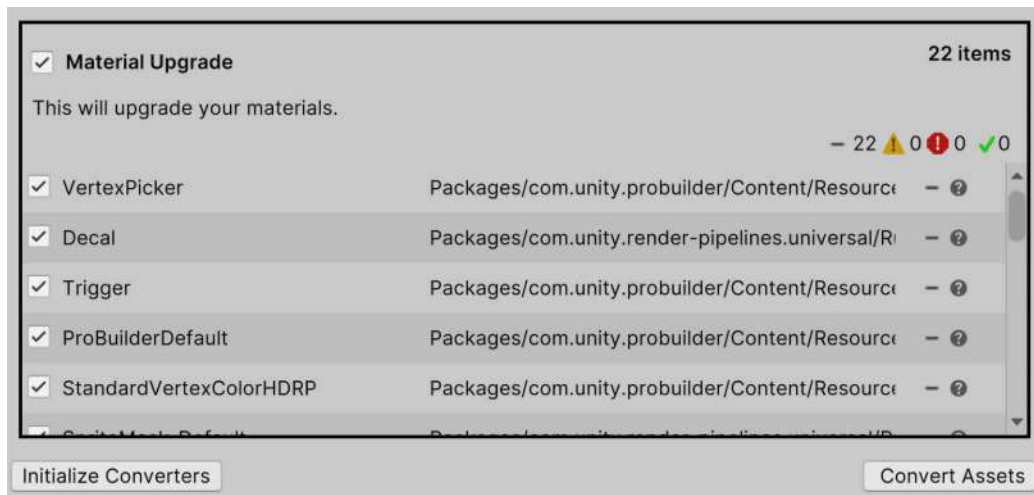 Material Upgrade 22 items
This will upgrade your materials.
22 0 0 0
VertexPicker Packages/com.unity.probuilder/Content/Resource
Decal Packages/com.unity.render-pipelines.universal/R
Trigger Packages/com.unity.probuilder/Content/Resource
ProBuilderDefault Packages/com.unity.probuilder/Content/Resource
StandardVertexColorHDRP Packages/com.unity.probuilder/Content/Resource
Initialize Converters Convert Assets